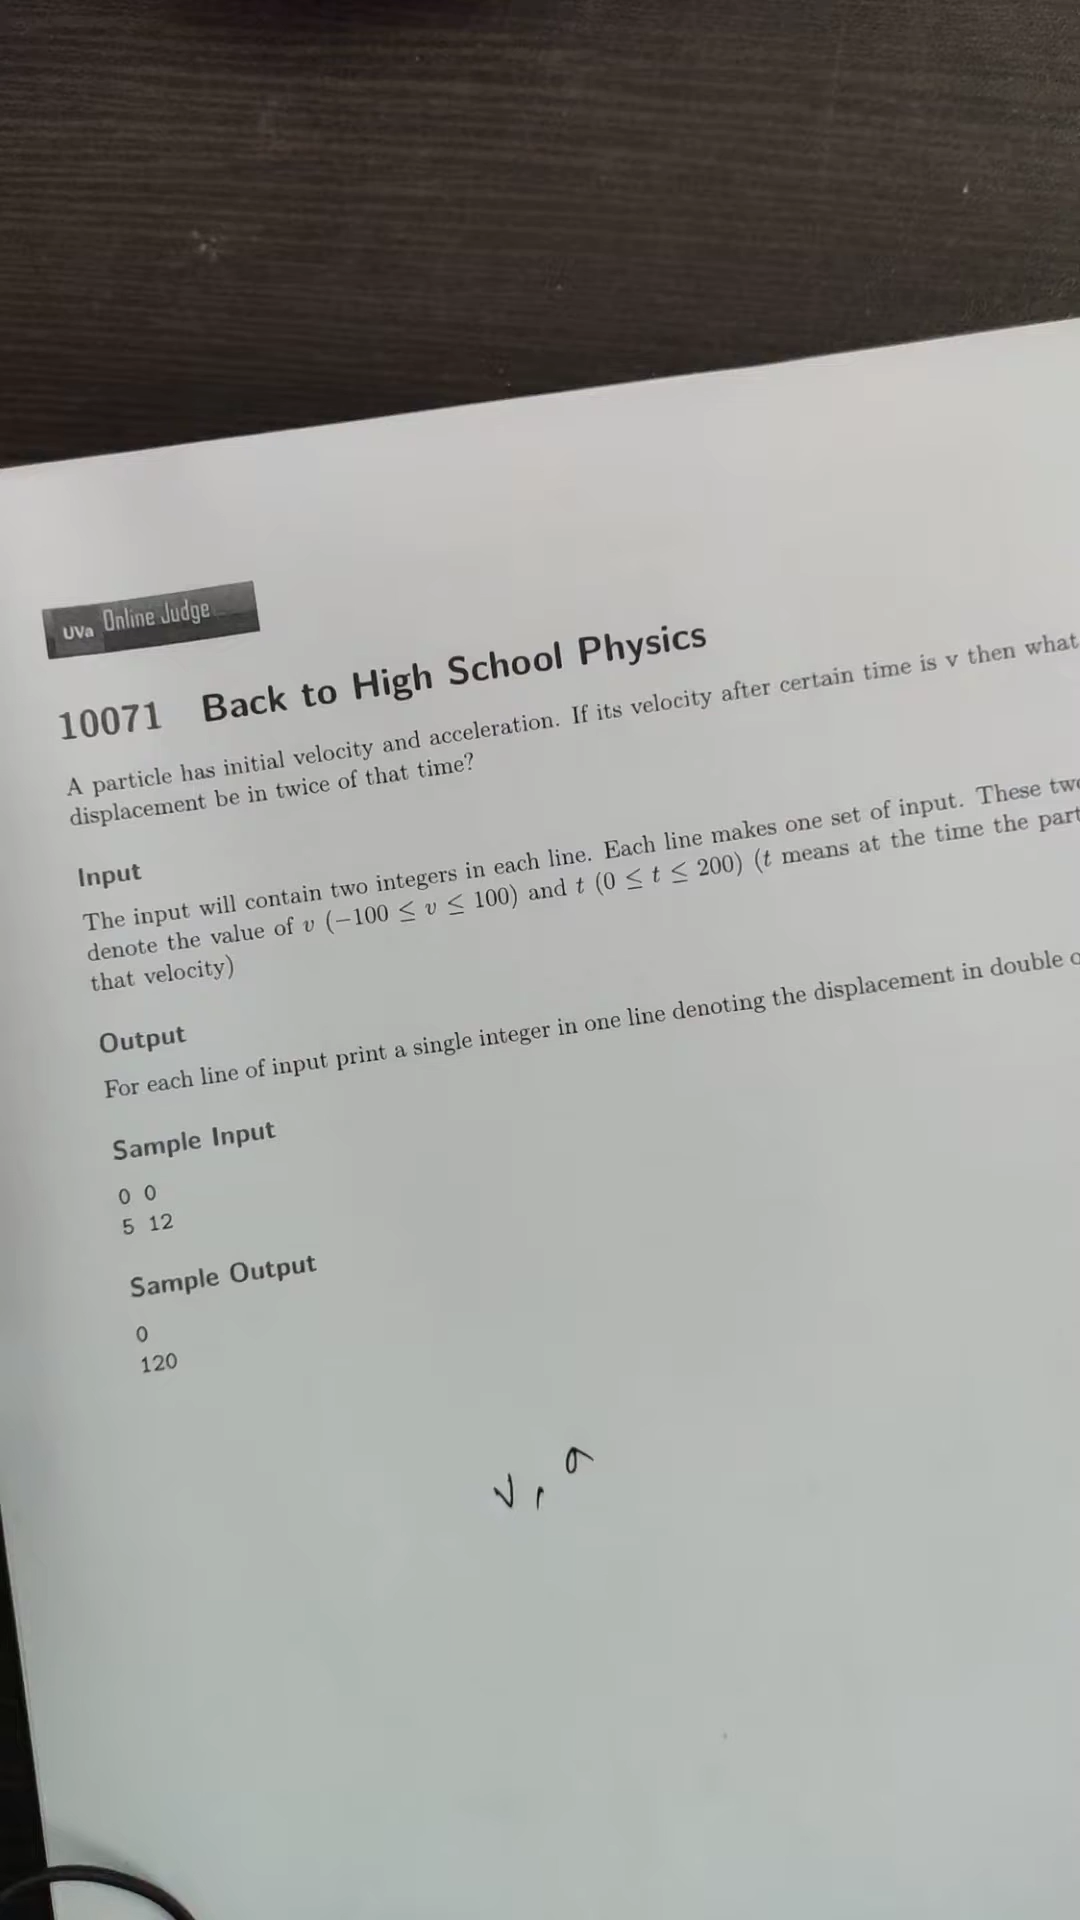 UVa Online Judge
10071 Back to High School Physics
A particle has initial velocity and acceleration. If its velocity after certain time is v then what
displacement be in twice of that time?
Input
The input will contain two integers in each line. Each line makes one set of input. These
denote the value of v (−100 ≤ v ≤ 100) and t (0 ≤ t ≤ 200) (t means at the time the
that velocity)
Output
For each line of input print a single integer in one line denoting the displacement in double
Sample Input
0 0
5 12
Sample Output
0
120
v, a